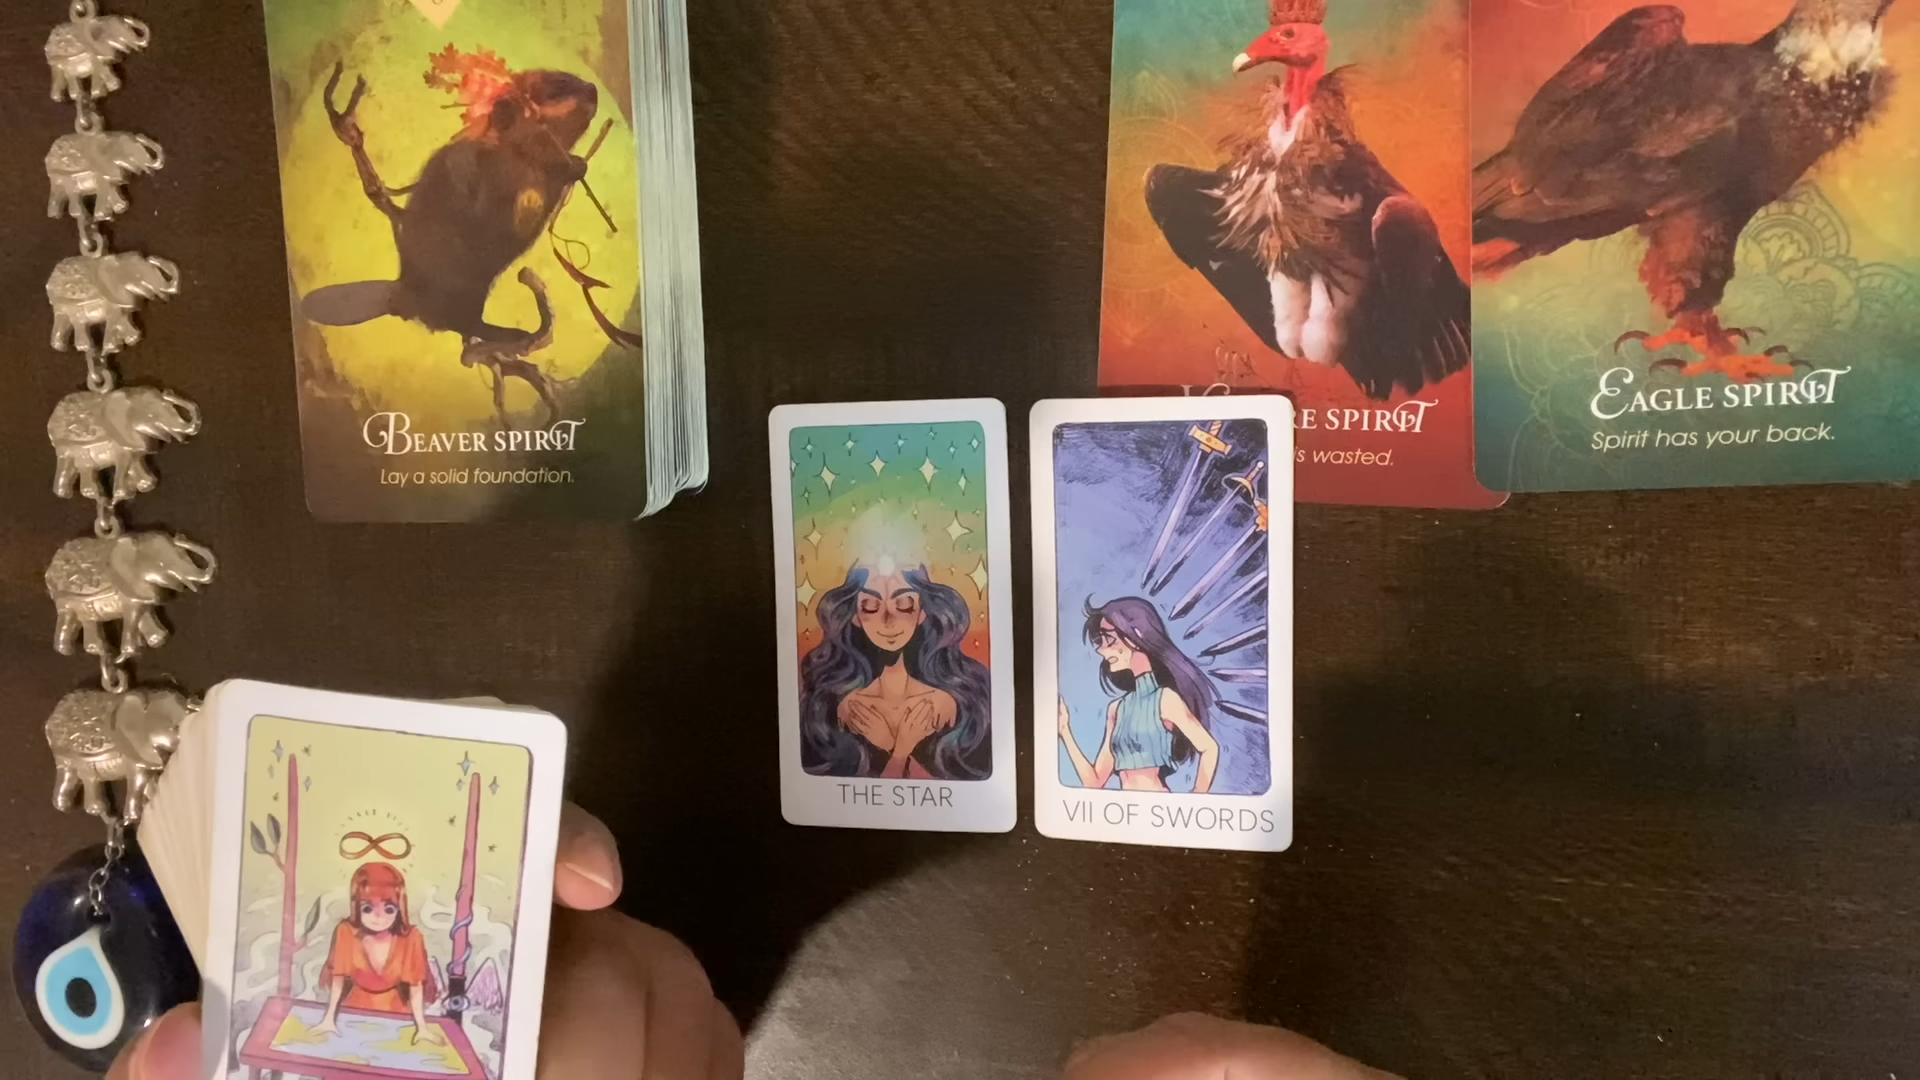 BEAVER SPIRIT
Lay a solid foundation.
RE SPIRIT
is wasted.
EAGLE SPIRIT
Spirit has your back.
THE STAR
VII OF SWORDS